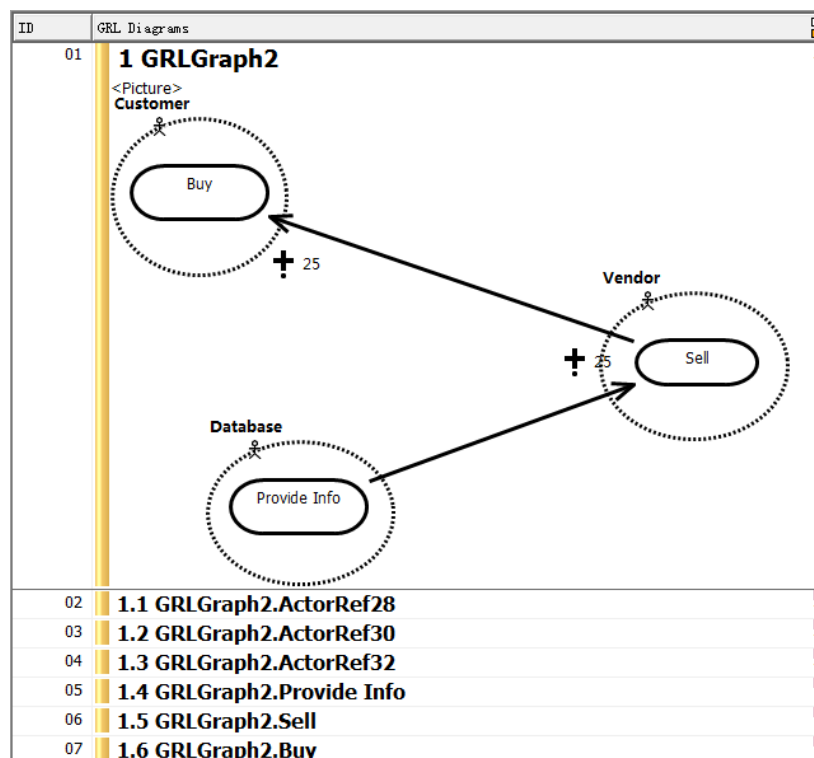 ID GRL Diagrams
01 1 GRLGraph2
<Picture>
Customer
Buy
25
Vendor
25
Sell
Database
Provide Info
02 1.1 GRLGraph2.ActorRef28
03 1.2 GRLGraph2.ActorRef30
04 1.3 GRLGraph2.ActorRef32
05 1.4 GRLGraph2.Provide Info
06 1.5 GRLGraph2.Sell
07 1.6 GRLGraph2.Buy